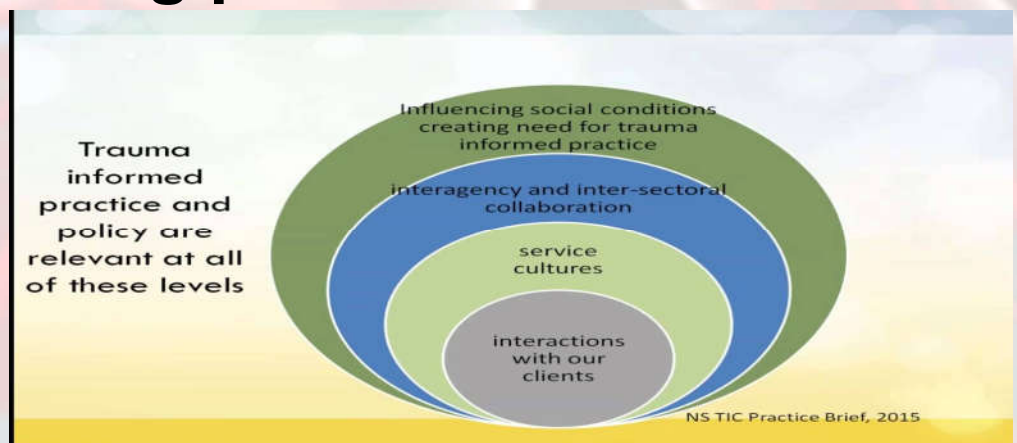 Trauma
informed
practice and
policy are
relevant at all
of these levels
Influencing social conditions
creating need for trauma
informed practice
interagency and inter-sectoral
collaboration
service
cultures
interactions
with our
clients
NS TIC Practice Brief, 2015